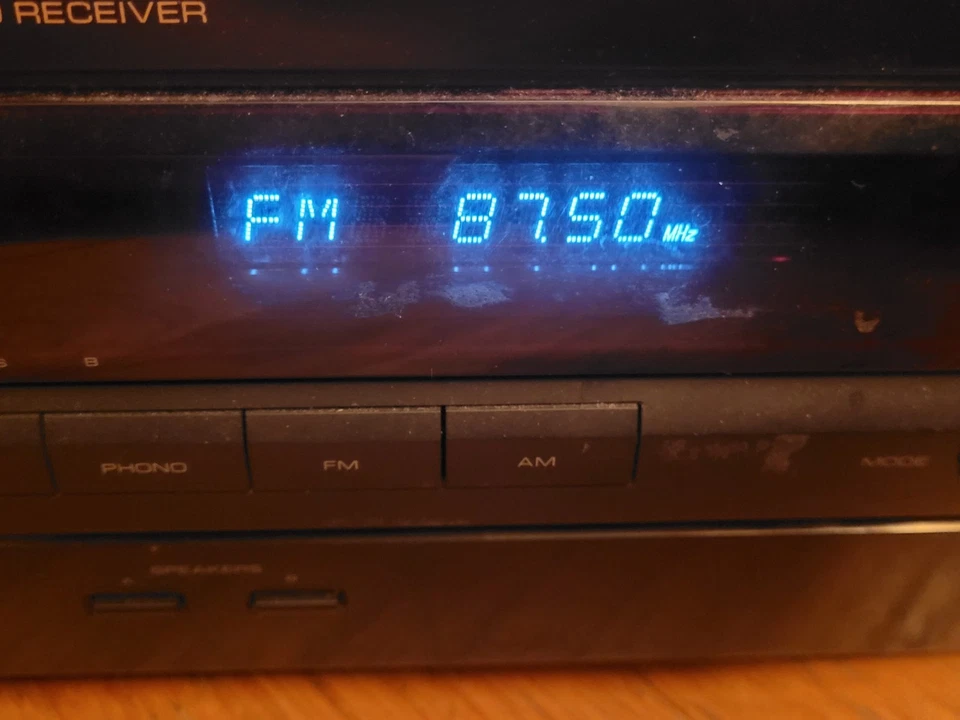 RECEIVER
FM 87.50 MHz
B
PHONO FM AM MODE
SPEAKERS
A B